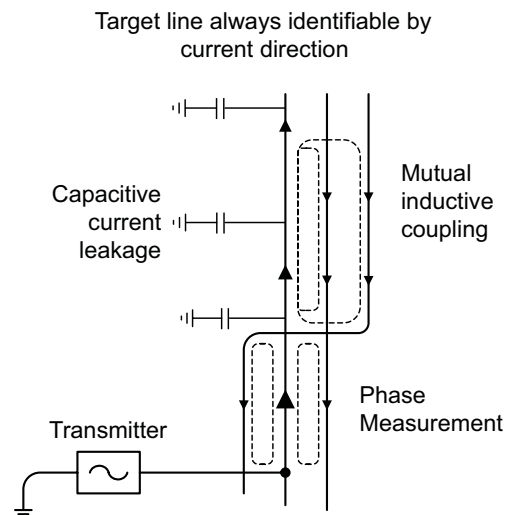 Target line always identifiable by
current direction
Capacitive
current
leakage
Mutual
inductive
coupling
Phase
Measurement
Transmitter